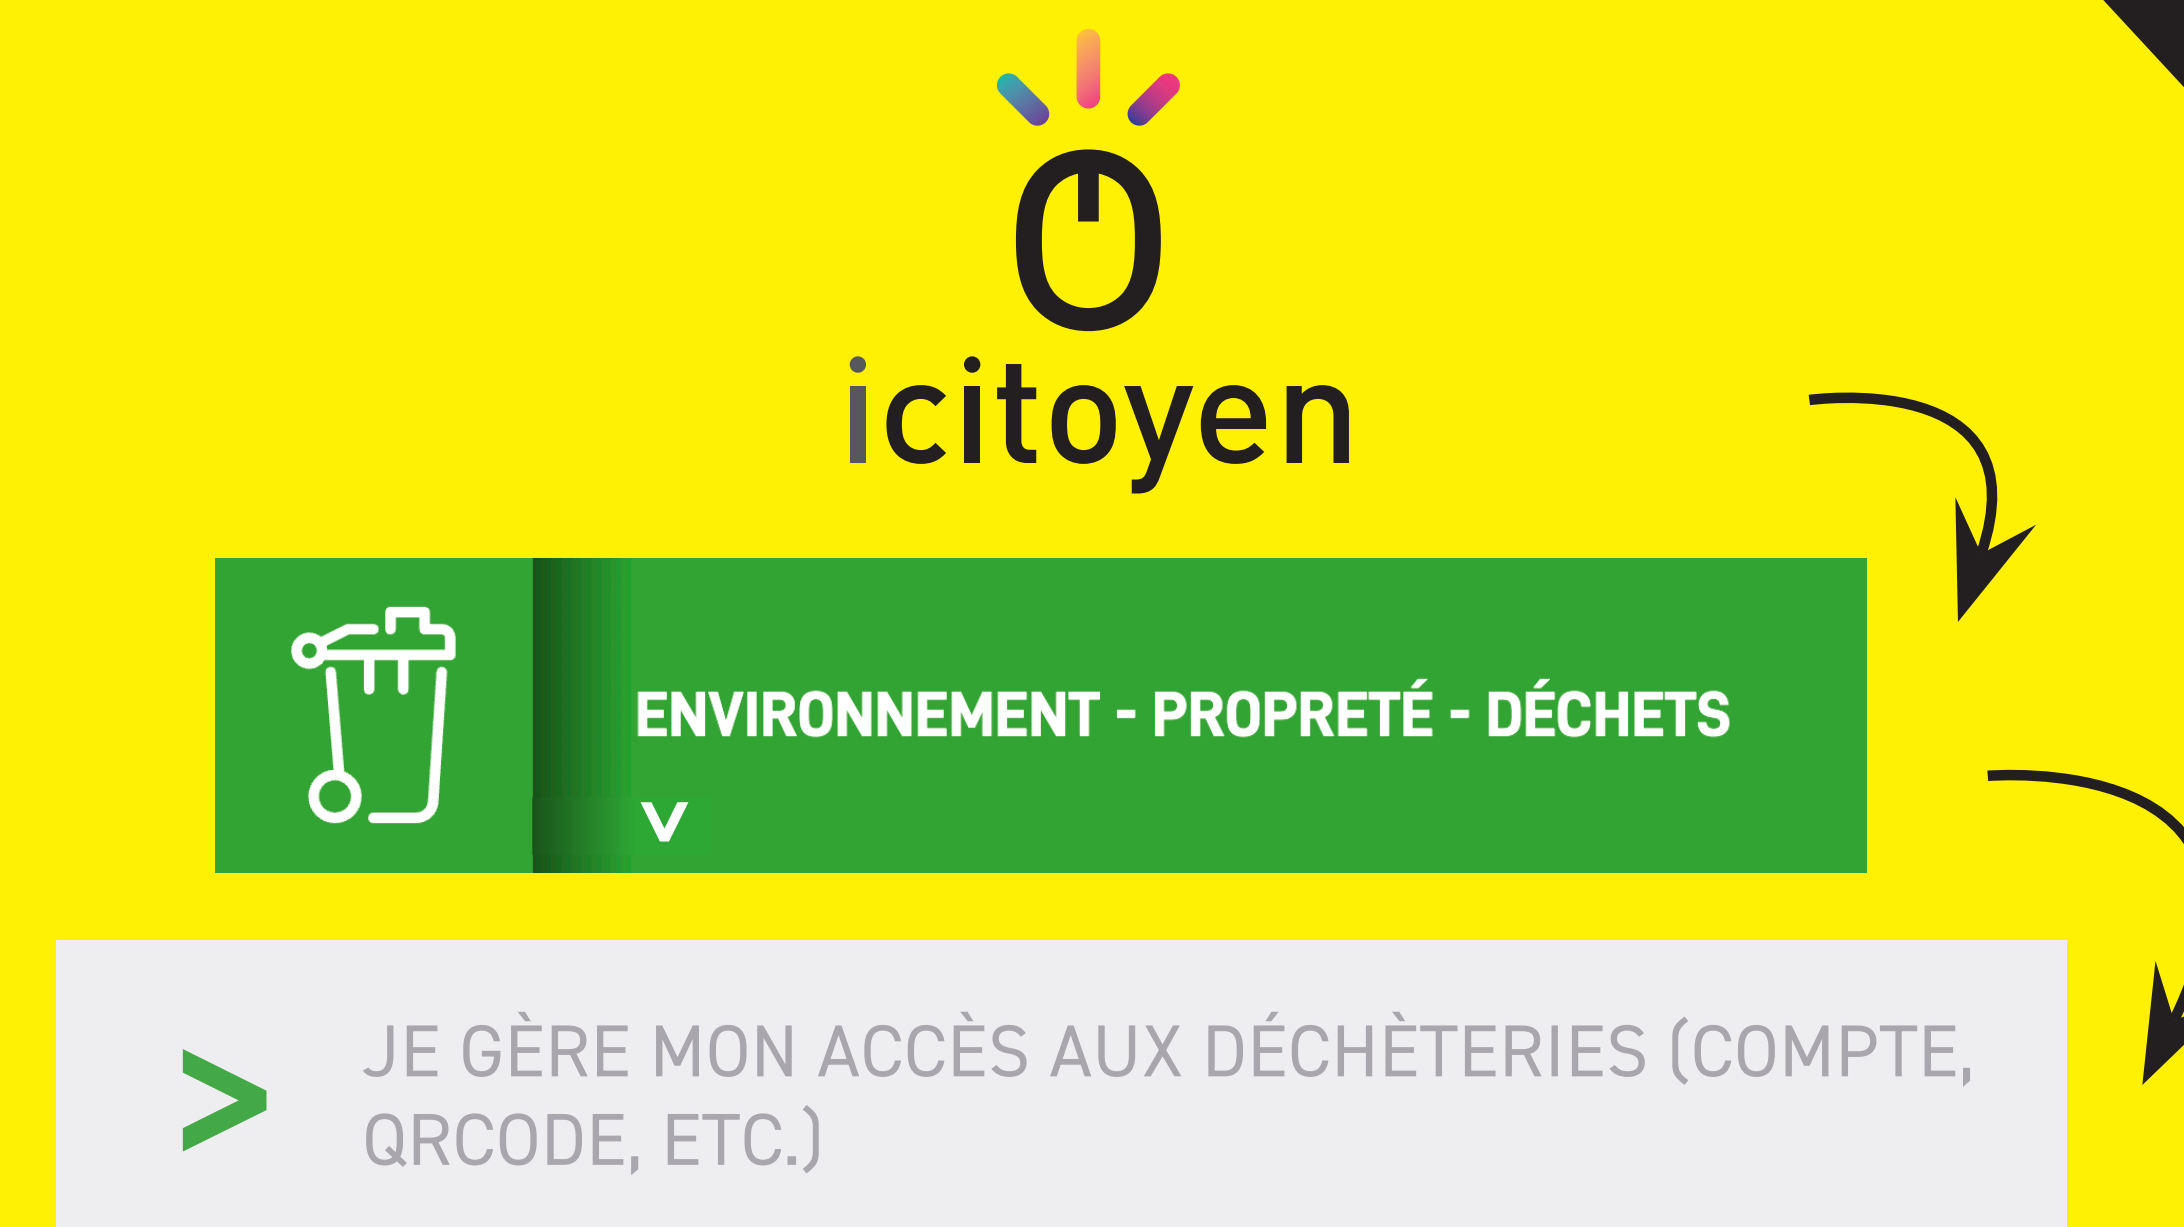 icitoyen
ENVIRONNEMENT - PROPRETÉ - DÉCHETS
JE GÈRE MON ACCÈS AUX DÉCHÈTERIES (COMPTE,
QRCODE, ETC.)